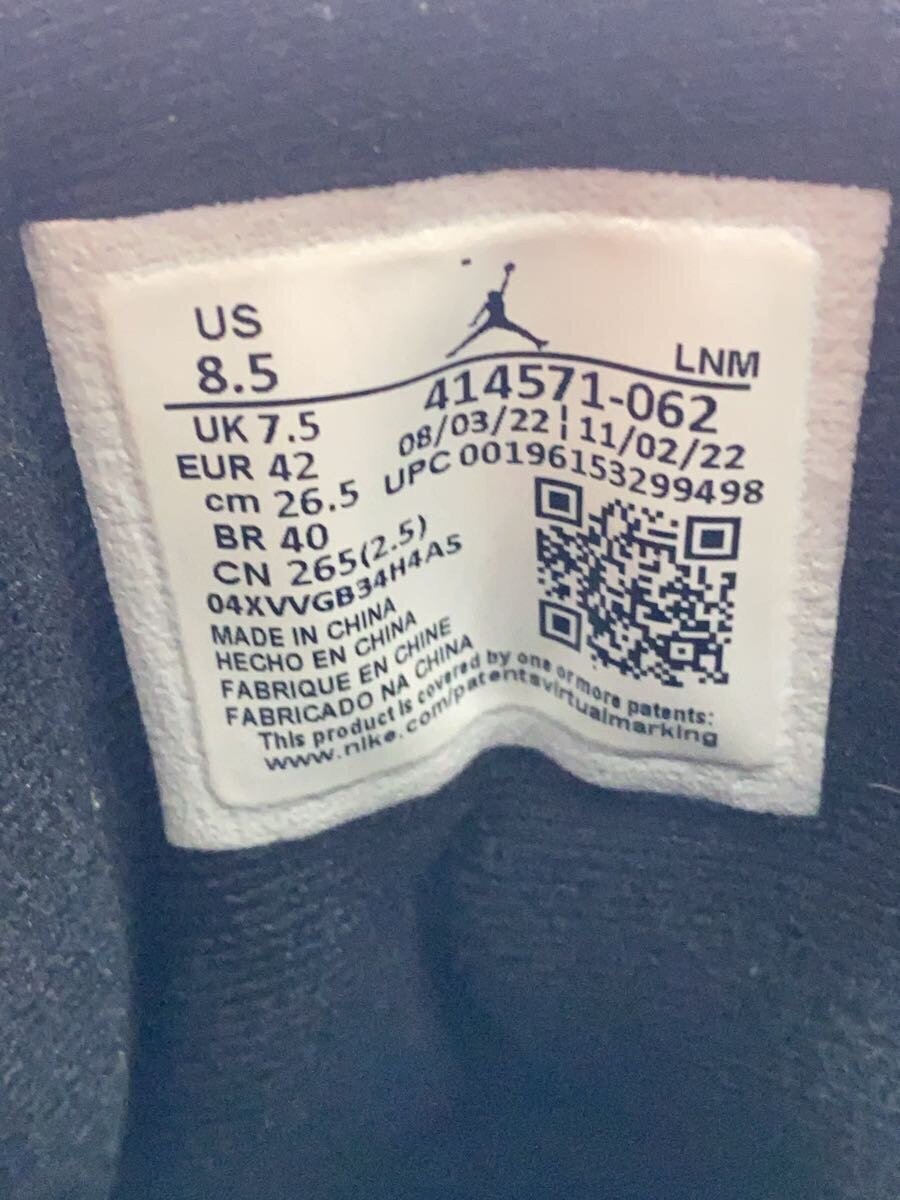 US
8.5
LNM
414571-062
UK 7.5
08/03/22 | 11/02/22
EUR 42
UPC 00196153299498
cm 26.5
BR 40
CN 265(2.5)
04XVVGB34H4A5
MADE IN CHINA
HECHO EN CHINA
FABRIQUE EN CHINE
FABRICADO NA CHINA
This product is covered by one or more patents:
www.nike.com/patentsvirtualmarking